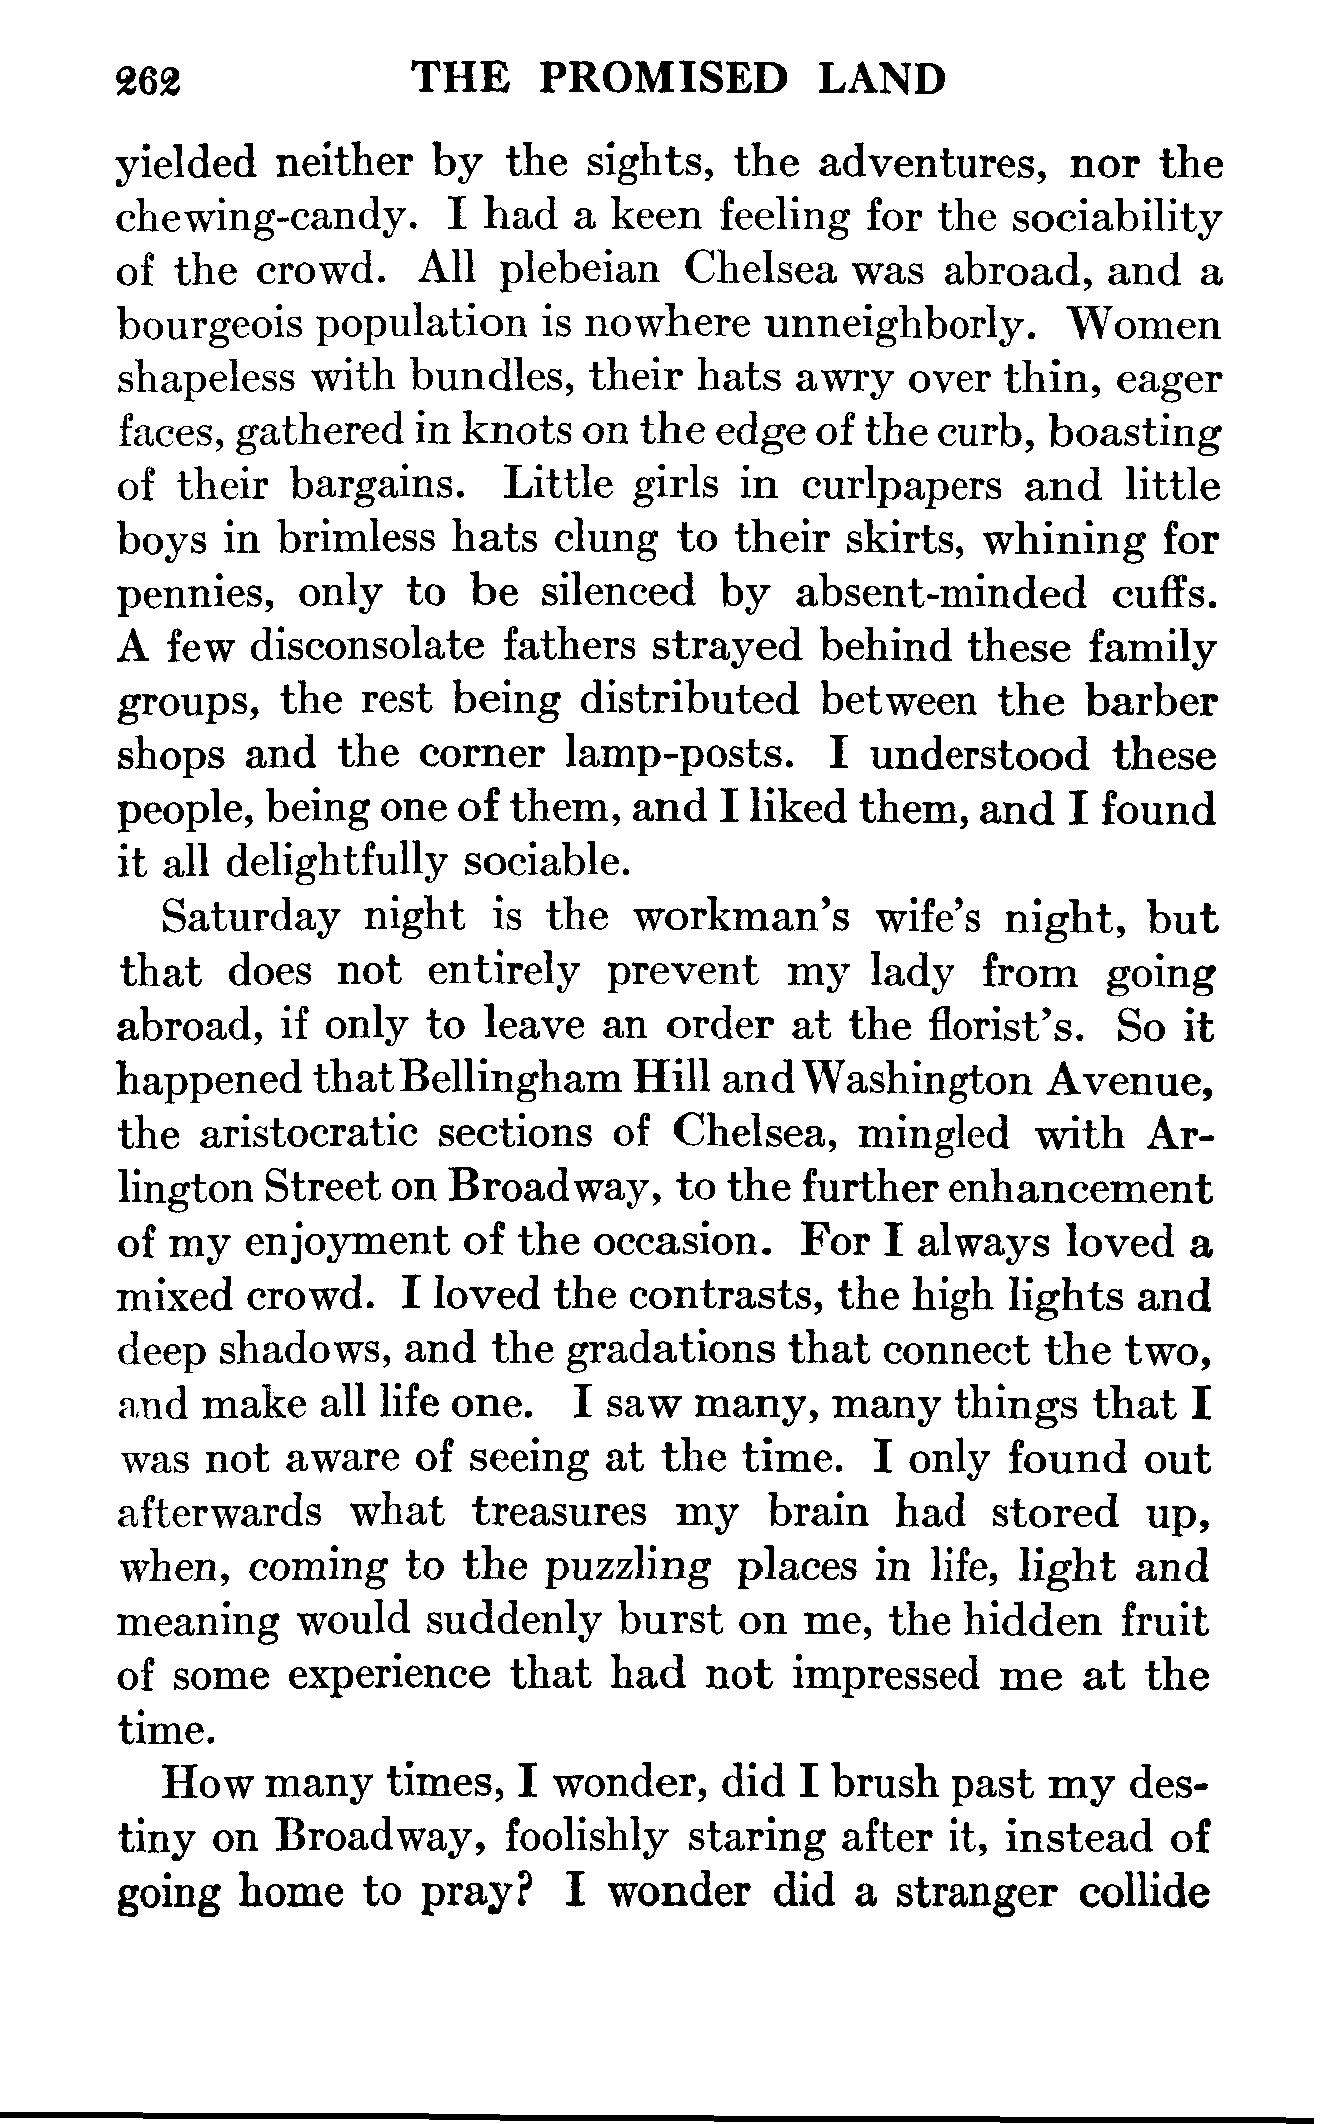 262 THE PROMISED LAND
yielded neither by the sights, the adventures, nor the
chewing-candy. I had a keen feeling for the sociability
of the crowd. All plebeian Chelsea was abroad, and a
bourgeois population is nowhere unneighborly. Women
shapeless with bundles, their hats awry over thin, eager
faces, gathered in knots on the edge of the curb, boasting
of their bargains. Little girls in curlpapers and little
boys in brimless hats clung to their skirts, whining for
pennies, only to be silenced by absent-minded cuffs.
A few disconsolate fathers strayed behind these family
groups, the rest being distributed between the barber
shops and the corner lamp-posts. I understood these
people, being one of them, and I liked them, and I found
it all delightfully sociable.
Saturday night is the workman's wife's night, but
that does not entirely prevent my lady from going
abroad, if only to leave an order at the florist's. So it
happened that Bellingham Hill and Washington Avenue,
the aristocratic sections of Chelsea, mingled with Ar-
lington Street on Broadway, to the further enhancement
of my enjoyment of the occasion. For I always loved a
mixed crowd. I loved the contrasts, the high lights and
deep shadows, and the gradations that connect the two,
and make all life one. I saw many, many things that I
was not aware of seeing at the time. I only found out
afterwards what treasures my brain had stored up,
when, coming to the puzzling places in life, light and
meaning would suddenly burst on me, the hidden fruit
of some experience that had not impressed me at the
time.
How many times, I wonder, did I brush past my des-
tiny on Broadway, foolishly staring after it, instead of
going home to pray? I wonder did a stranger collide